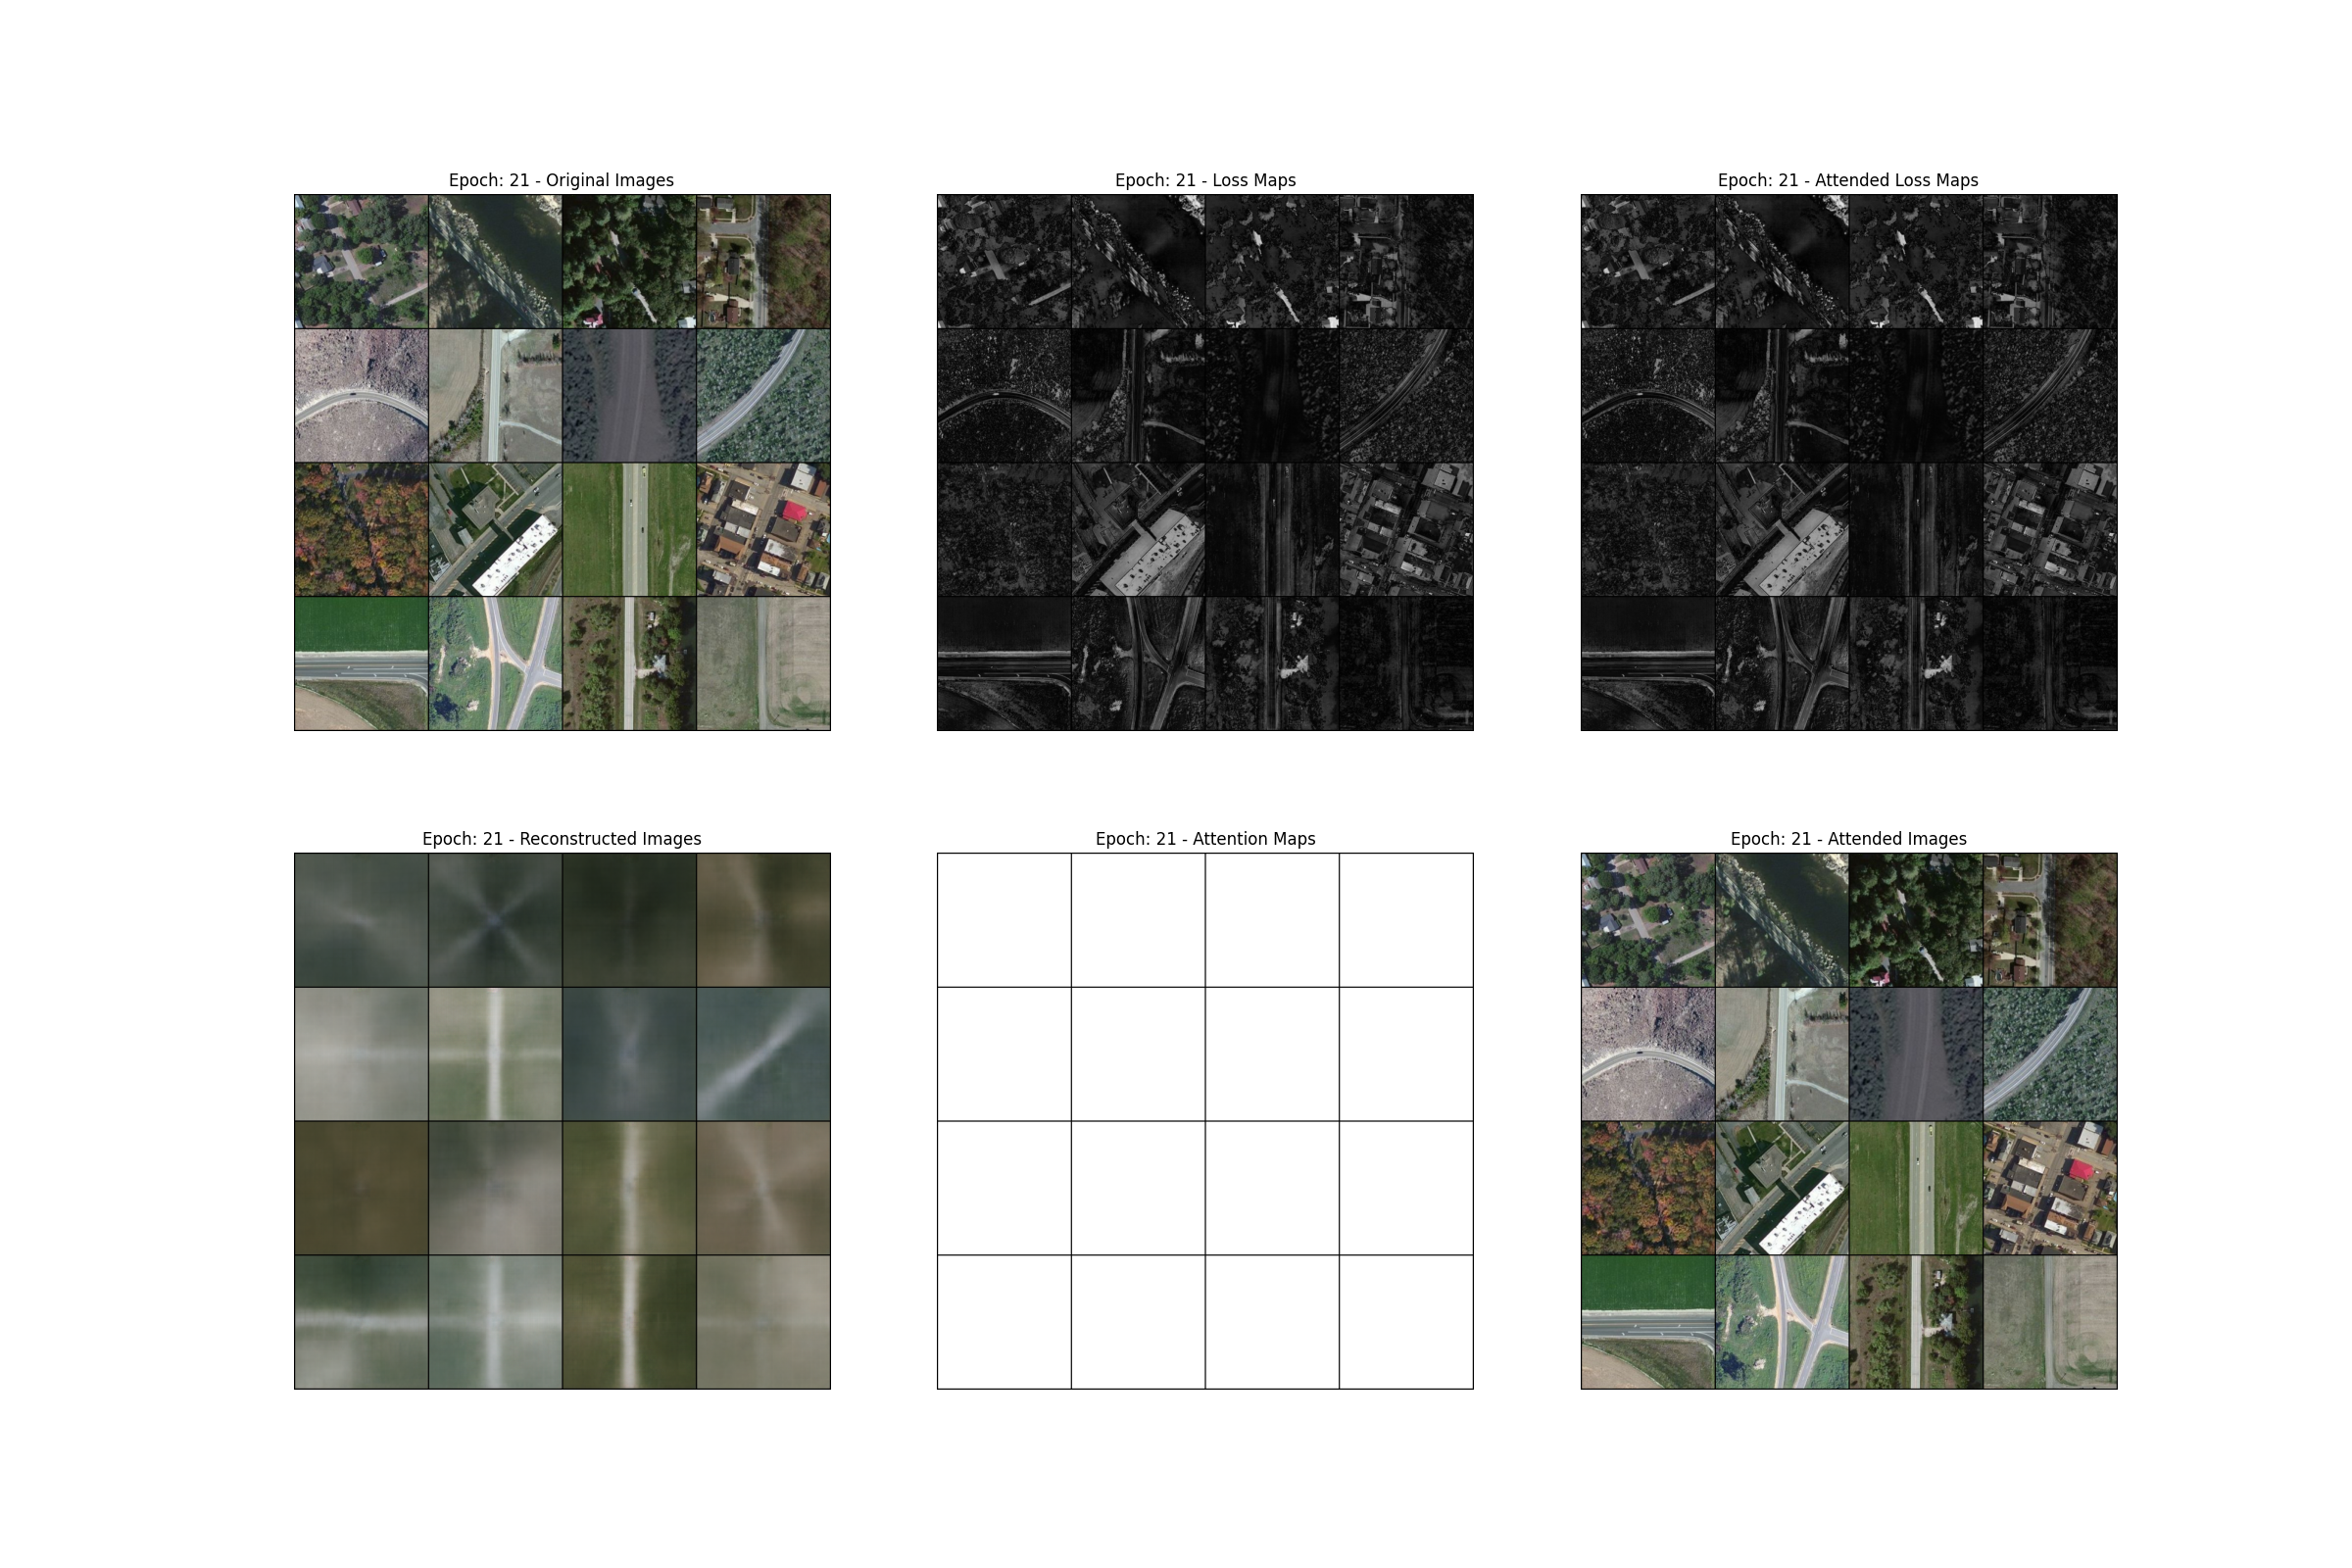 Epoch: 21 - Original Images
Epoch: 21 - Loss Maps
Epoch: 21 - Attended Loss Maps
Epoch: 21 - Reconstructed Images
Epoch: 21 - Attention Maps
Epoch: 21 - Attended Images